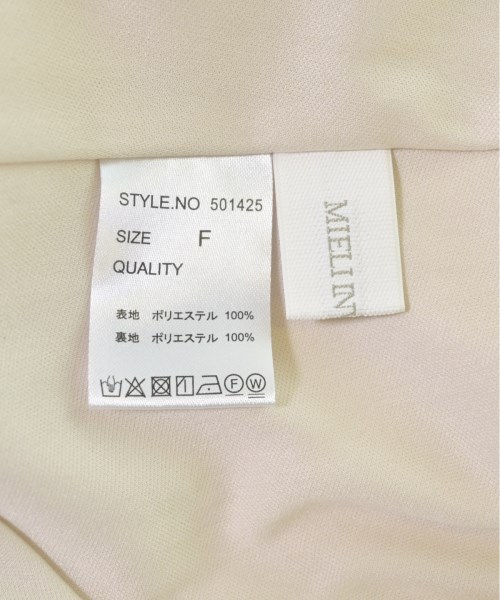 STYLE.NO 501425
SIZE F
QUALITY
表地 ポリエステル 100%
裏地 ポリエステル 100%
F W
MIELI IN